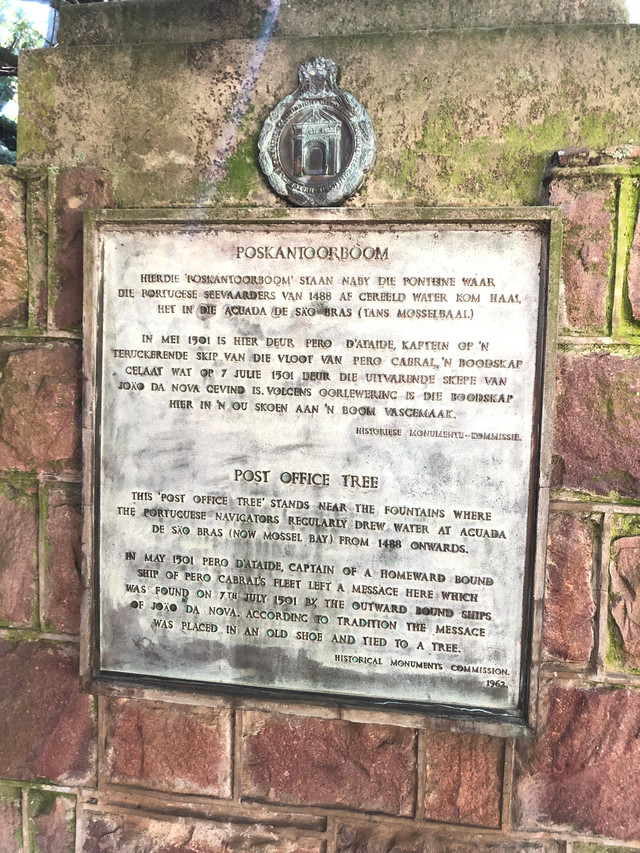 POSKANTOORBOOM
HIERDIE 'POSKANTOORBOOM' STAAN NABY DIE FONTEINE WAAR
DIE PORTUGESE SEEVAARDERS VAN 1488 AF GEREELD WATER KOM HAAL
HET IN DIE AGUADA DE SÃO BRAS (TANS MOSSELBAAI.)
IN MEI 1501 IS HIER DEUR PERO D'ATAIDE, KAPTEIN OP 'N
TERUGKERENDE SKIP VAN DIE VLOOT VAN PERO CABRAL, 'N BOODSKAP
GELAAT WAT OP 7 JULIE 1501 DEUR DIE UITVARENDE SKEPE VAN
JOÃO DA NOVA GEVIND IS. VOLGENS OORLEWERING IS DIE BOODSKAP
HIER IN 'N OU SKOEN AAN 'N BOOM VASGEMAAK.
HISTORIESE MONUMENTE-KOMMISSIE.
POST OFFICE TREE
THIS 'POST OFFICE TREE' STANDS NEAR THE FOUNTAINS WHERE
THE PORTUGUESE NAVIGATORS REGULARLY DREW WATER AT AGUADA
DE SÃO BRAS (NOW MOSSEL BAY) FROM 1488 ONWARDS.
IN MAY 1501 PERO D'ATAIDE, CAPTAIN OF A HOMEWARD BOUND
SHIP OF PERO CABRAL'S FLEET LEFT A MESSAGE HERE WHICH
WAS FOUND ON 7TH JULY 1501 BY THE OUTWARD BOUND SHIPS
OF JOÃO DA NOVA. ACCORDING TO TRADITION THE MESSAGE
WAS PLACED IN AN OLD SHOE AND TIED TO A TREE.
HISTORICAL MONUMENTS COMMISSION.
1962.